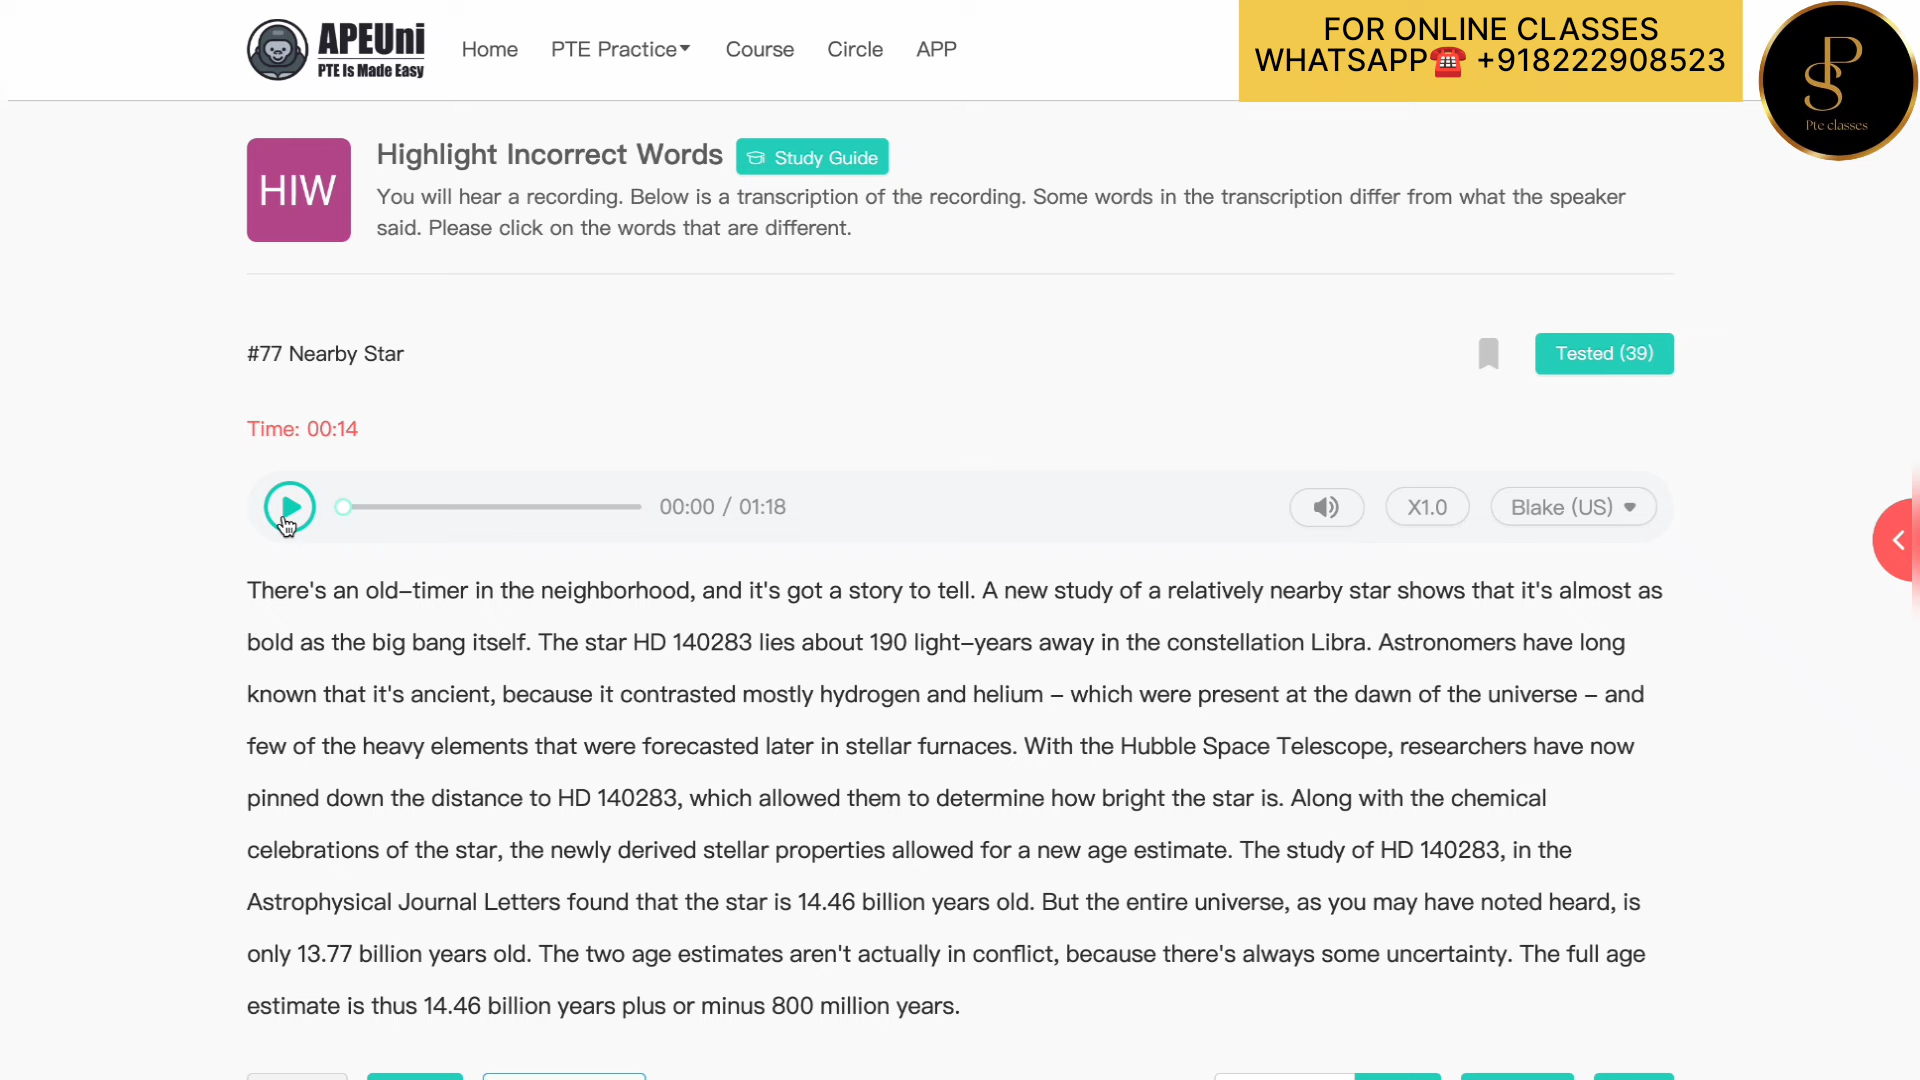 APEUni
PTE Is Made Easy
Home PTE Practice Course Circle APP
FOR ONLINE CLASSES
WHATSAPP☎️ +918222908523
PS
Pte classes
HIW
Highlight Incorrect Words Study Guide
You will hear a recording. Below is a transcription of the recording. Some words in the transcription differ from what the speaker
said. Please click on the words that are different.
#77 Nearby Star
Tested (39)
Time: 00:14
00:00 / 01:18 X1.0 Blake (US)
There's an old-timer in the neighborhood, and it's got a story to tell. A new study of a relatively nearby star shows that it's almost as
bold as the big bang itself. The star HD 140283 lies about 190 light-years away in the constellation Libra. Astronomers have long
known that it's ancient, because it contrasted mostly hydrogen and helium – which were present at the dawn of the universe – and
few of the heavy elements that were forecasted later in stellar furnaces. With the Hubble Space Telescope, researchers have now
pinned down the distance to HD 140283, which allowed them to determine how bright the star is. Along with the chemical
celebrations of the star, the newly derived stellar properties allowed for a new age estimate. The study of HD 140283, in the
Astrophysical Journal Letters found that the star is 14.46 billion years old. But the entire universe, as you may have noted heard, is
only 13.77 billion years old. The two age estimates aren't actually in conflict, because there's always some uncertainty. The full age
estimate is thus 14.46 billion years plus or minus 800 million years.